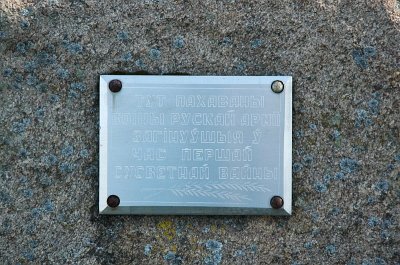 ТУТ ПАХАВАНЫ
ВОІНЫ РУСКАЙ АРМІІ
ЗАГІНУЎШЫЯ Ў
ЧАС ПЕРШАЙ
СУСВЕТНАЙ ВАЙНЫ